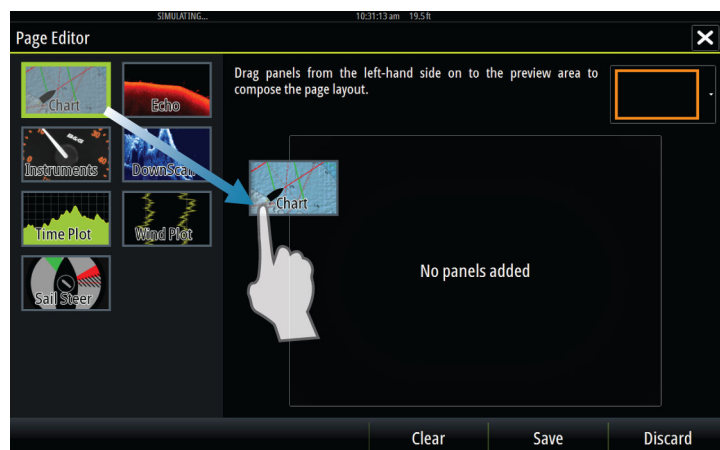 SIMULATING... 10:31:13 am 19.5 ft
Page Editor
Drag panels from the left-hand side on to the preview area to
compose the page layout.
Chart
Echo
B&G
Instruments
DownScan
Chart
Time Plot
Wind Plot
No panels added
Sail Steer
Clear Save Discard